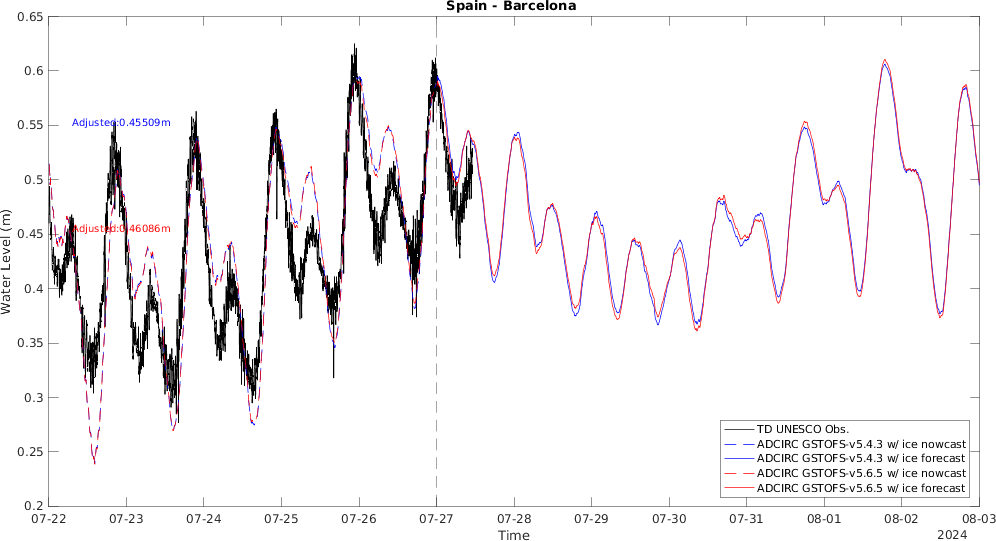 Spain - Barcelona
0.65
0.6
0.55
0.5
0.45
0.4
0.35
0.3
0.25
0.2
Water Level (m)
Adjusted:0.45509m
Adjusted:0.46086m
TD UNESCO Obs.
ADCIRC GSTOFS-v5.4.3 w/ ice nowcast
ADCIRC GSTOFS-v5.4.3 w/ ice forecast
ADCIRC GSTOFS-v5.6.5 w/ ice nowcast
ADCIRC GSTOFS-v5.6.5 w/ ice forecast
07-22 07-23 07-24 07-25 07-26 07-27 07-28 07-29 07-30 07-31 08-01 08-02 08-03
Time
2024